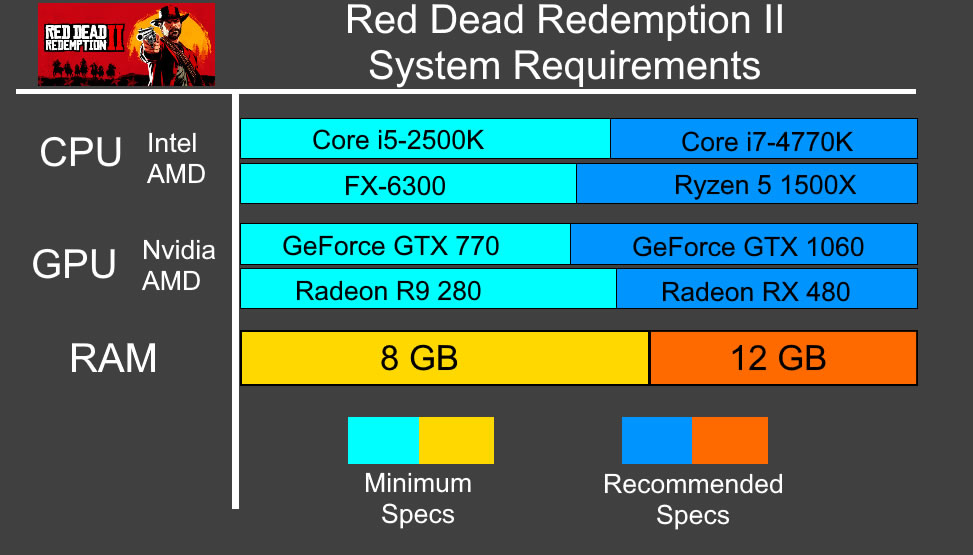 RED DEAD
REDEMPTION II
Red Dead Redemption II
System Requirements
CPU
Intel
AMD
Core i5-2500K
Core i7-4770K
FX-6300
Ryzen 5 1500X
GPU
Nvidia
AMD
GeForce GTX 770
GeForce GTX 1060
Radeon R9 280
Radeon RX 480
RAM
8 GB
12 GB
Minimum
Specs
Recommended
Specs